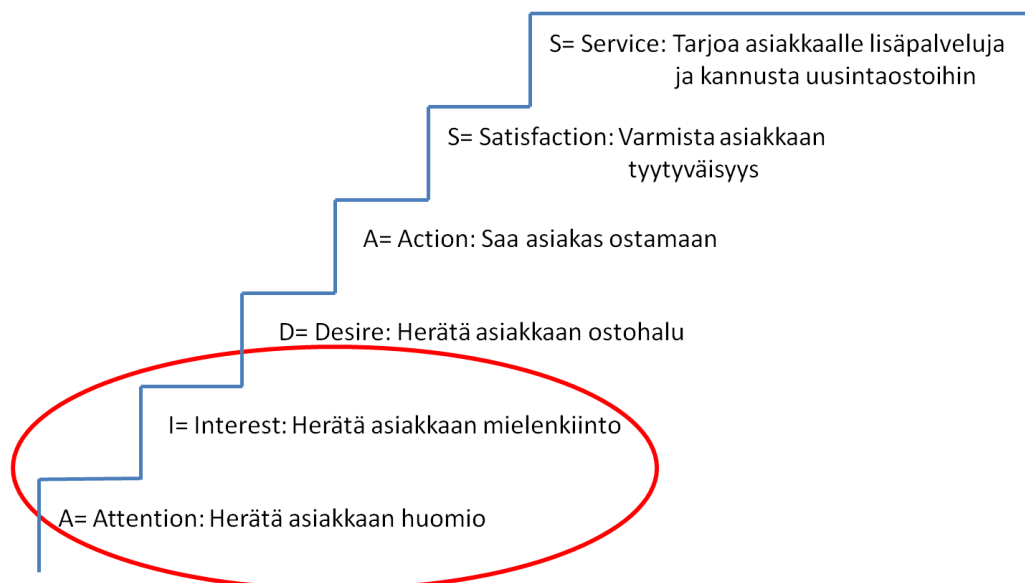 S= Service: Tarjoa asiakkaalle lisäpalveluja
ja kannusta uusintaostoihin
S= Satisfaction: Varmista asiakkaan
tyytyväisyys
A= Action: Saa asiakas ostamaan
D= Desire: Herätä asiakkaan ostohalu
I= Interest: Herätä asiakkaan mielenkiinto
A= Attention: Herätä asiakkaan huomio